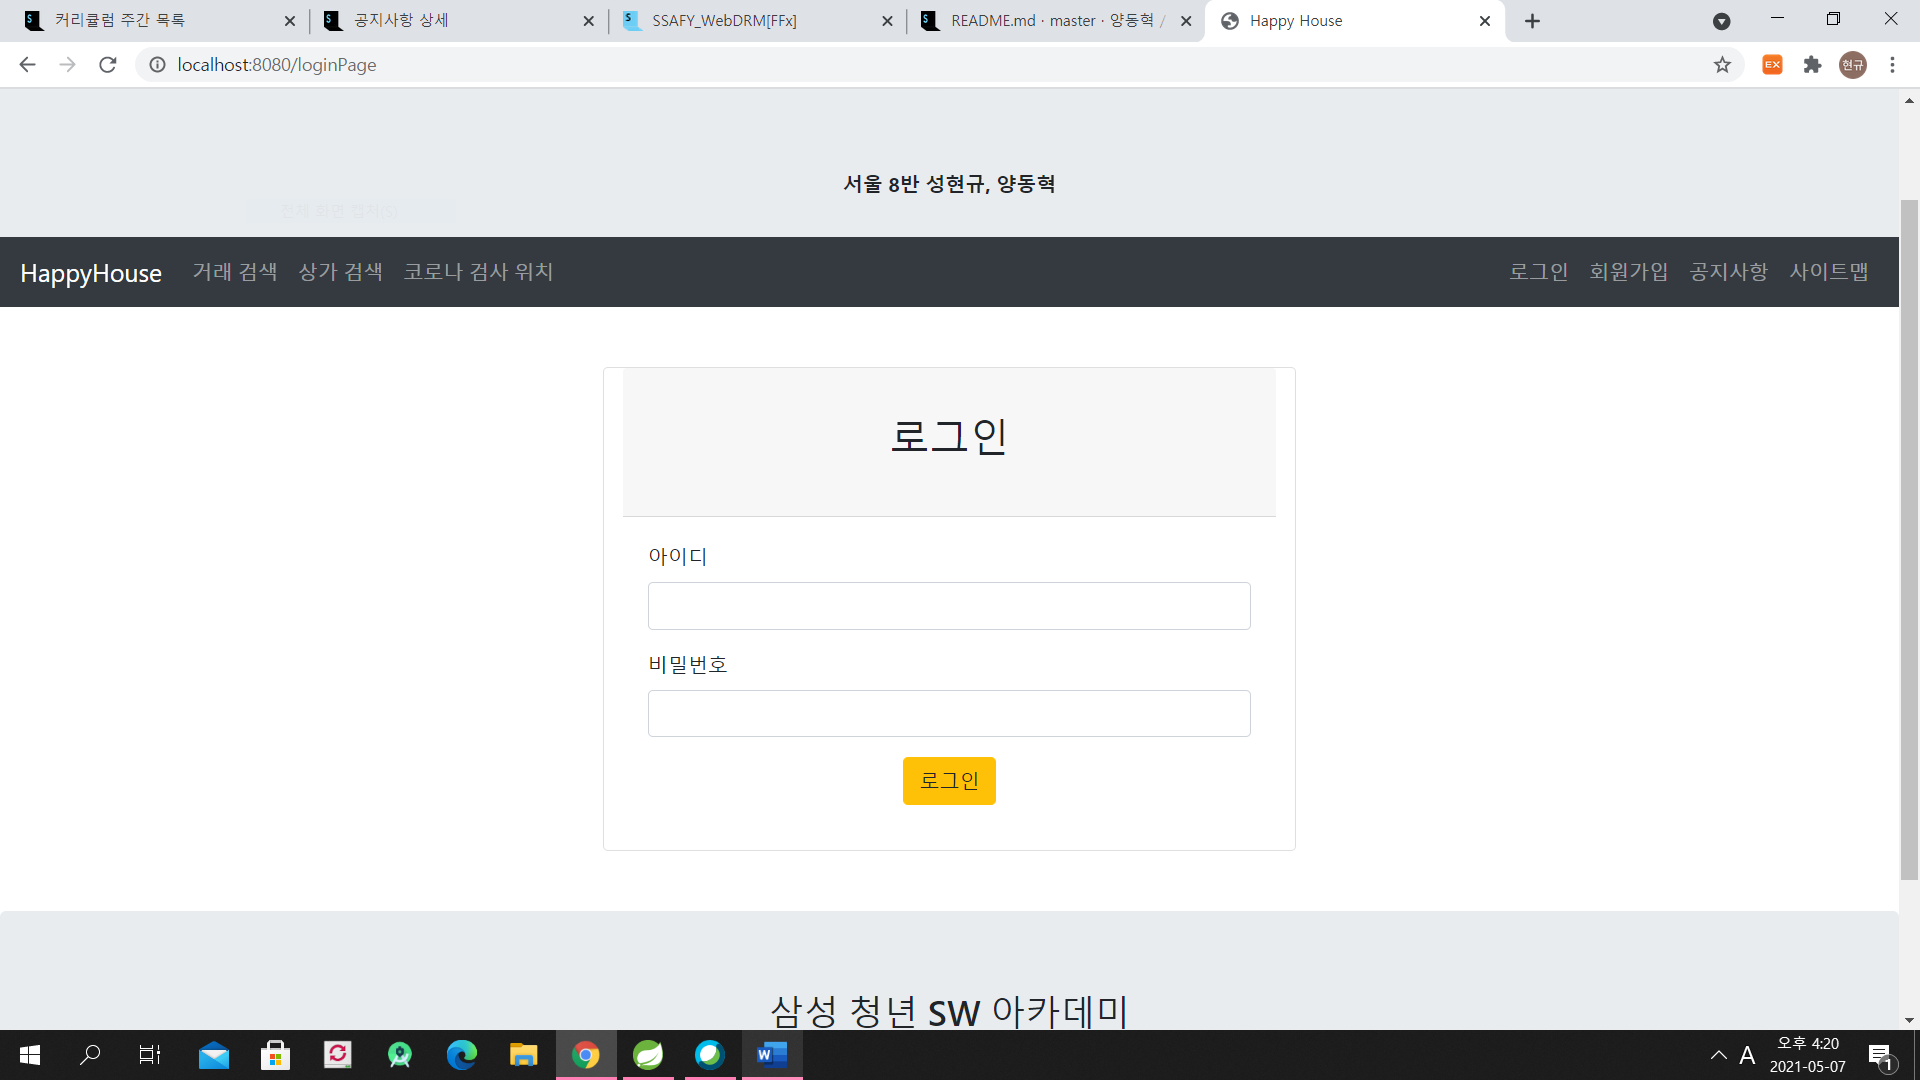 커리큘럼 주간 목록
공지사항 상세
SSAFY_WebDRM[FFx]
README.md · master · 양동혁 /
Happy House
localhost:8080/loginPage
EX
현규
서울 8반 성현규, 양동혁
HappyHouse 거래 검색 상가 검색 코로나 검사 위치 로그인 회원가입 공지사항 사이트맵
로그인
아이디
비밀번호
로그인
삼성 청년 SW 아카데미
A
오후 4:20
2021-05-07
1